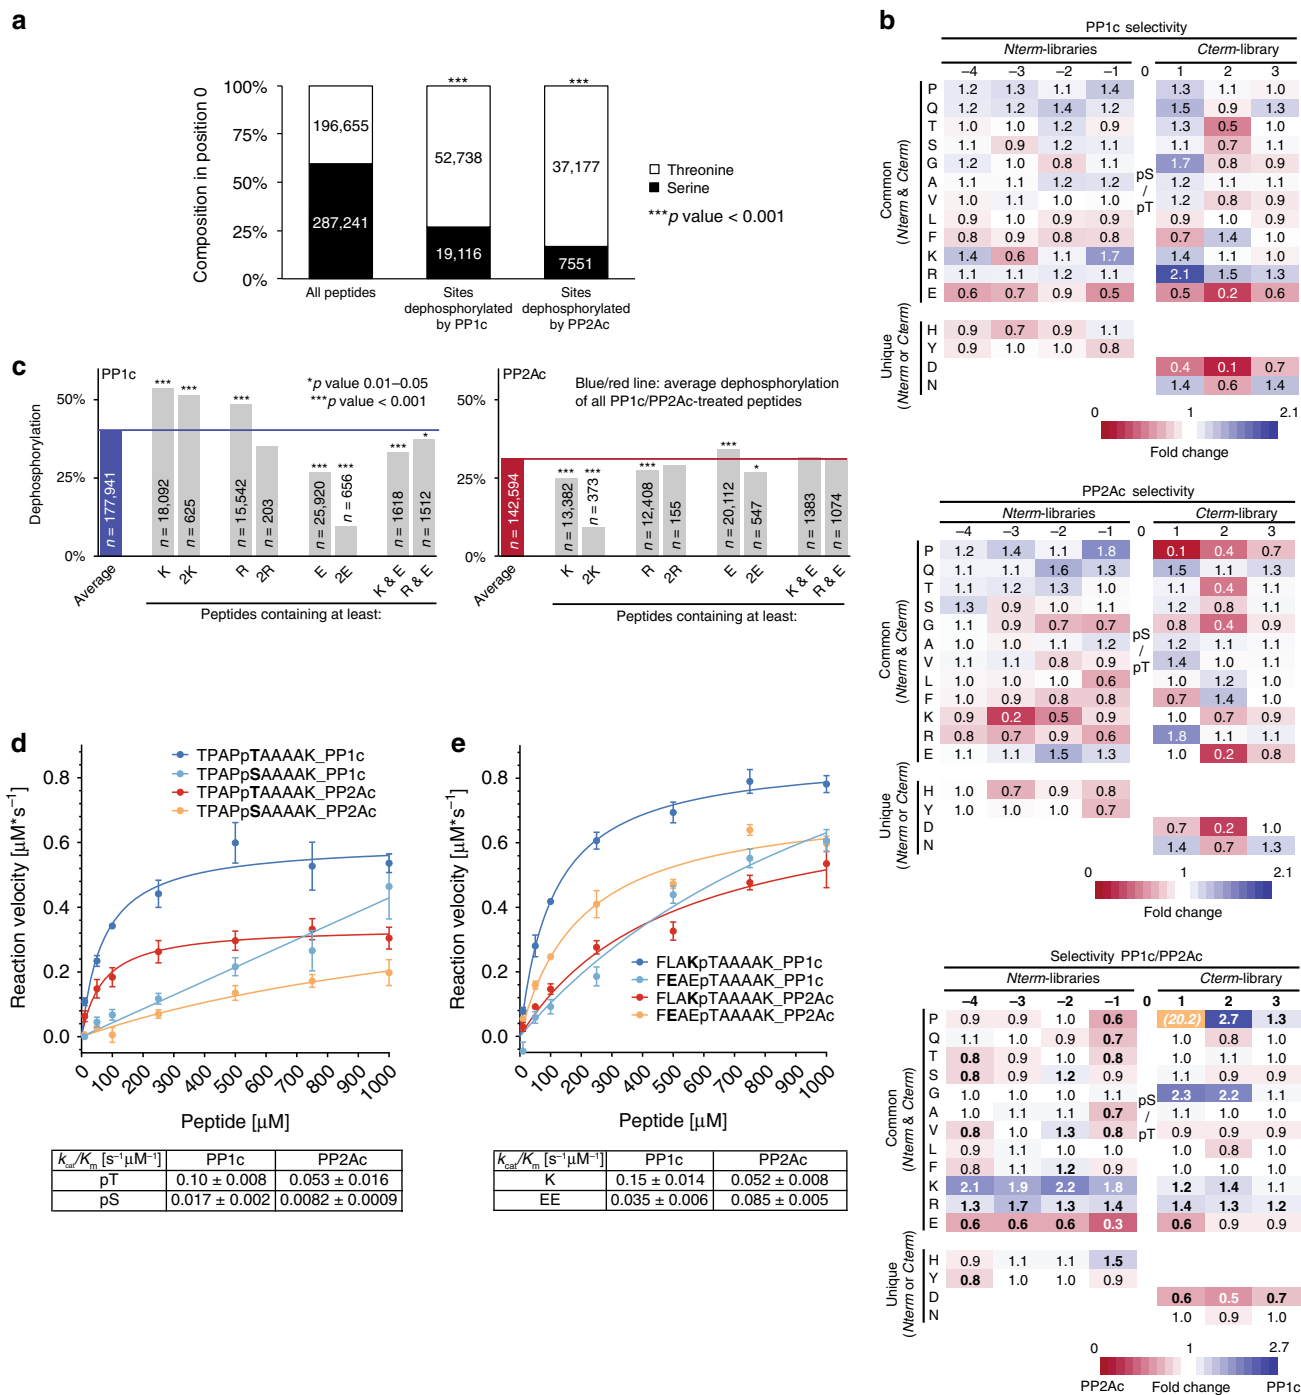 a
Composition in position 0
100%
75%
50%
25%
0%
196,655
287,241
52,738
19,116
37,177
7551
***
***
All peptides
Sites dephosphorylated by PP1c
Sites dephosphorylated by PP2Ac
Threonine
Serine
***p value < 0.001
b
PP1c selectivity
Nterm-libraries Cterm-library
−4 −3 −2 −1 0 1 2 3
Common
(Nterm & Cterm)
pS
/
pT
P 1.2 1.3 1.1 1.4 1.3 1.1 1.0
Q 1.2 1.2 1.4 1.2 1.5 0.9 1.3
T 1.0 1.0 1.2 0.9 1.3 0.5 1.0
S 1.1 0.9 1.2 1.1 1.1 0.7 1.1
G 1.2 1.0 0.8 1.1 1.7 0.8 0.9
A 1.1 1.1 1.2 1.2 1.2 1.1 1.1
V 1.0 1.1 1.0 1.0 1.2 0.8 0.9
L 0.9 1.0 0.9 0.9 0.9 1.0 0.9
F 0.8 0.9 0.8 0.8 0.7 1.4 1.0
K 1.4 0.6 1.1 1.7 1.4 1.1 1.0
R 1.1 1.1 1.2 1.1 2.1 1.5 1.3
E 0.6 0.7 0.9 0.5 0.5 0.2 0.6
Unique
(Nterm or Cterm)
H 0.9 0.7 0.9 1.1
Y 0.9 1.0 1.0 0.8
D 0.4 0.1 0.7
N 1.4 0.6 1.4
0 1 2.1
Fold change
c
Dephosphorylation
50%
25%
0%
PP1c
*p value 0.01–0.05
***p value < 0.001
*** *** *** *** *** *** *
n = 177,941
n = 18,092
n = 625
n = 15,542
n = 203
n = 25,920
n = 656
n = 1618
n = 1512
Average K 2K R 2R E 2E K & E R & E
Peptides containing at least:
50%
25%
0%
PP2Ac
Blue/red line: average dephosphorylation
of all PP1c/PP2Ac-treated peptides
*** *** *** *** *
n = 142,594
n = 13,382
n = 373
n = 12,408
n = 155
n = 20,112
n = 547
n = 1383
n = 1074
Average K 2K R 2R E 2E K & E R & E
Peptides containing at least:
PP2Ac selectivity
Nterm-libraries Cterm-library
−4 −3 −2 −1 0 1 2 3
Common
(Nterm & Cterm)
pS
/
pT
P 1.2 1.4 1.1 1.8 0.1 0.4 0.7
Q 1.1 1.1 1.6 1.3 1.5 1.1 1.3
T 1.1 1.2 1.3 1.0 1.1 0.4 1.1
S 1.3 0.9 1.0 1.1 1.2 0.8 1.1
G 1.1 0.9 0.7 0.7 0.8 0.4 0.9
A 1.0 1.0 1.1 1.2 1.2 1.1 1.1
V 1.1 1.1 0.8 0.9 1.4 1.0 1.1
L 1.0 1.0 1.0 0.6 1.0 1.2 1.0
F 1.0 0.9 0.8 0.8 0.7 1.4 1.0
K 0.9 0.2 0.5 0.9 1.0 0.7 0.9
R 0.8 0.7 0.9 0.6 1.8 1.1 1.1
E 1.1 1.1 1.5 1.3 1.0 0.2 0.8
Unique
(Nterm or Cterm)
H 1.0 0.7 0.9 0.8
Y 1.0 1.0 1.0 0.7
D 0.7 0.2 1.0
N 1.4 0.7 1.3
0 1 2.1
Fold change
d
Reaction velocity [µM*s−1]
0.8
0.6
0.4
0.2
0.0
TPAPpTAAAAK_PP1c
TPAPpSAAAAK_PP1c
TPAPpTAAAAK_PP2Ac
TPAPpSAAAAK_PP2Ac
0 100 200 300 400 500 600 700 800 900 1000
Peptide [µM]
kcat/Km [s−1µM−1] PP1c PP2Ac
pT 0.10 ± 0.008 0.053 ± 0.016
pS 0.017 ± 0.002 0.0082 ± 0.0009
e
Reaction velocity [µM*s−1]
0.8
0.6
0.4
0.2
0.0
FLAKpTAAAAK_PP1c
FEAEpTAAAAK_PP1c
FLAKpTAAAAK_PP2Ac
FEAEpTAAAAK_PP2Ac
0 100 200 300 400 500 600 700 800 900 1000
Peptide [µM]
kcat/Km [s−1µM−1] PP1c PP2Ac
K 0.15 ± 0.014 0.052 ± 0.008
EE 0.035 ± 0.006 0.085 ± 0.005
Selectivity PP1c/PP2Ac
Nterm-libraries Cterm-library
−4 −3 −2 −1 0 1 2 3
Common
(Nterm & Cterm)
pS
/
pT
P 0.9 0.9 1.0 0.6 (20.2) 2.7 1.3
Q 1.1 1.0 0.9 0.7 1.0 0.8 1.0
T 0.8 0.9 1.0 0.8 1.0 1.1 1.0
S 0.8 0.9 1.2 0.9 1.1 0.9 0.9
G 1.0 1.0 1.0 1.1 2.3 2.2 1.1
A 1.0 1.1 1.1 0.7 1.1 1.0 1.0
V 0.8 1.0 1.3 0.8 0.9 0.9 0.9
L 0.9 1.1 1.0 1.0 1.0 0.8 1.0
F 0.8 1.1 1.2 0.9 1.0 1.0 1.0
K 2.1 1.9 2.2 1.8 1.2 1.4 1.1
R 1.3 1.7 1.3 1.4 1.4 1.3 1.2
E 0.6 0.6 0.6 0.3 0.6 0.9 0.9
Unique
(Nterm or Cterm)
H 0.9 1.1 1.1 1.5
Y 0.8 1.0 1.0 0.9
D 0.6 0.5 0.7
N 1.0 0.9 1.0
0 1 2.7
PP2Ac Fold change PP1c